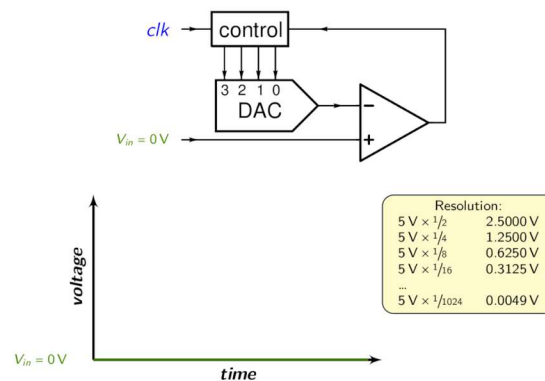 clk
control
3 2 1 0
DAC
−
+
V_in = 0 V
Resolution:
5 V × 1/2 2.5000 V
5 V × 1/4 1.2500 V
5 V × 1/8 0.6250 V
5 V × 1/16 0.3125 V
...
5 V × 1/1024 0.0049 V
voltage
V_in = 0 V
time